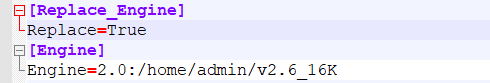 [Replace_Engine]
Replace=True
[Engine]
Engine=2.0:/home/admin/v2.6_16K